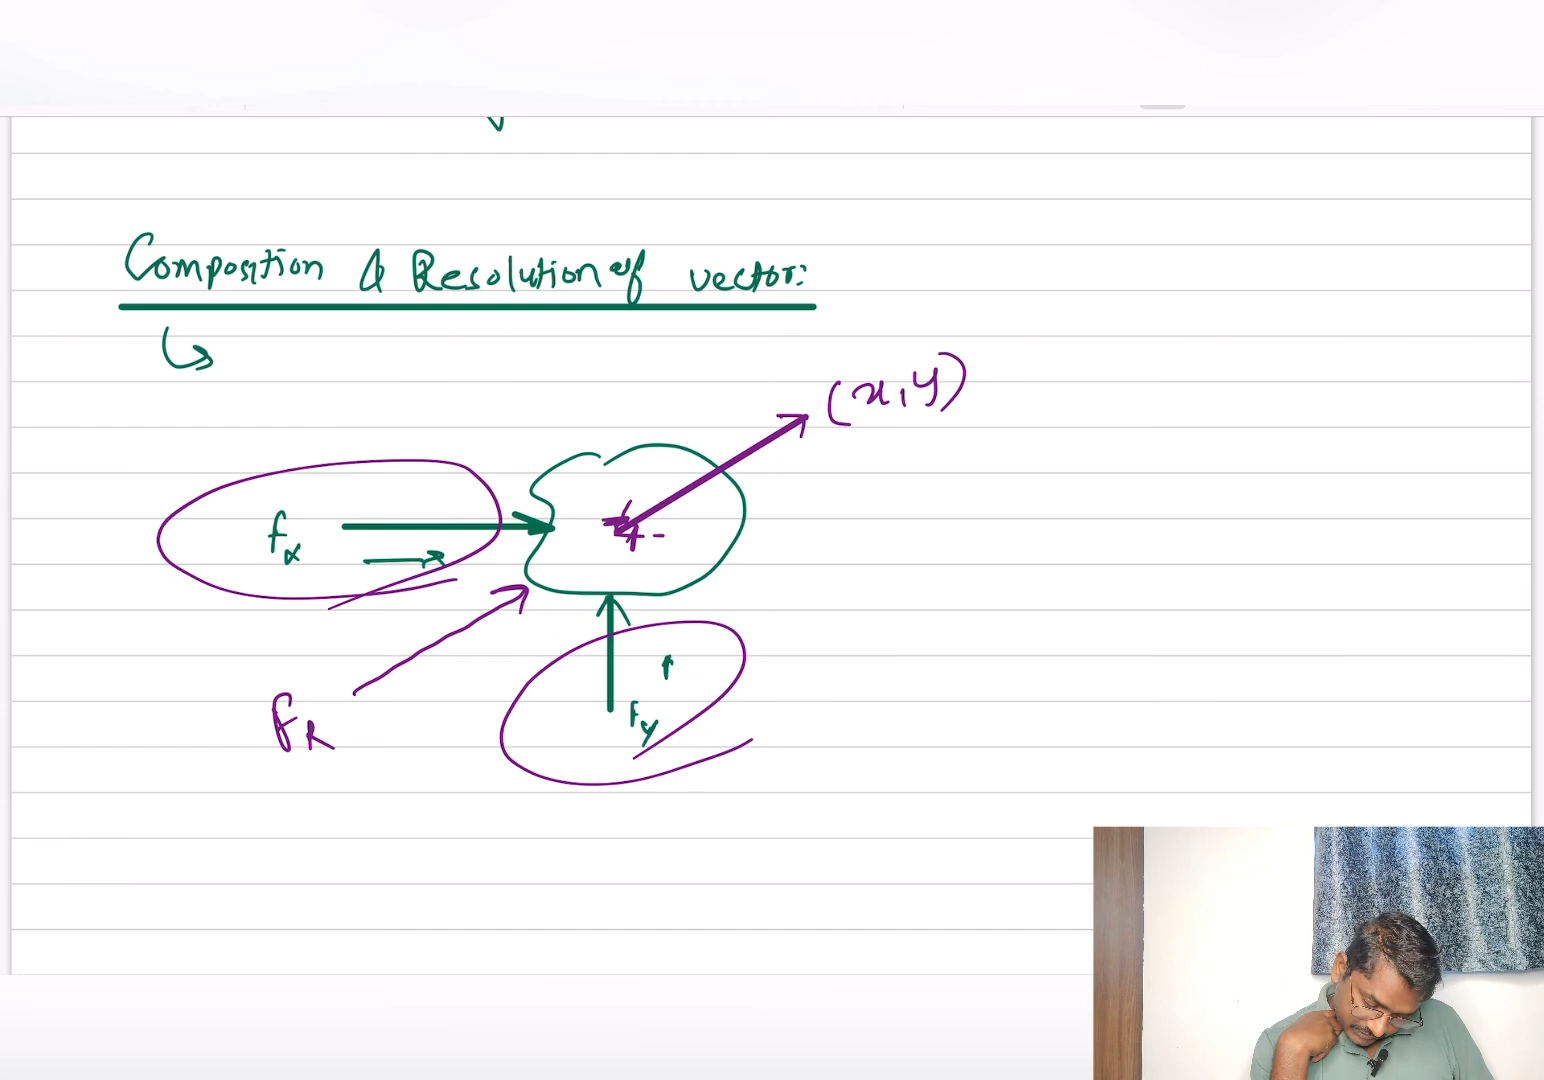 Composition & Resolution of vector:
(x,y)
fx
fR
Fy